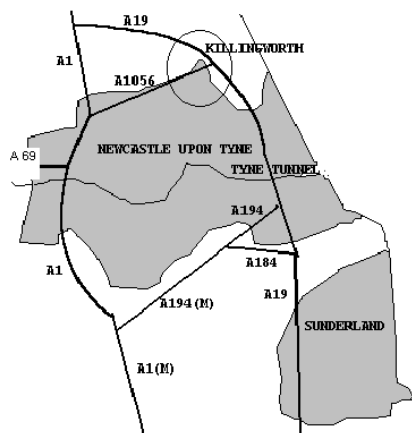 A19
KILLINGWORTH
A1
A1056
NEWCASTLE UPON TYNE
A 69
TYNE TUNNEL
A194
A1
A184
A194(M)
A19
SUNDERLAND
A1(M)